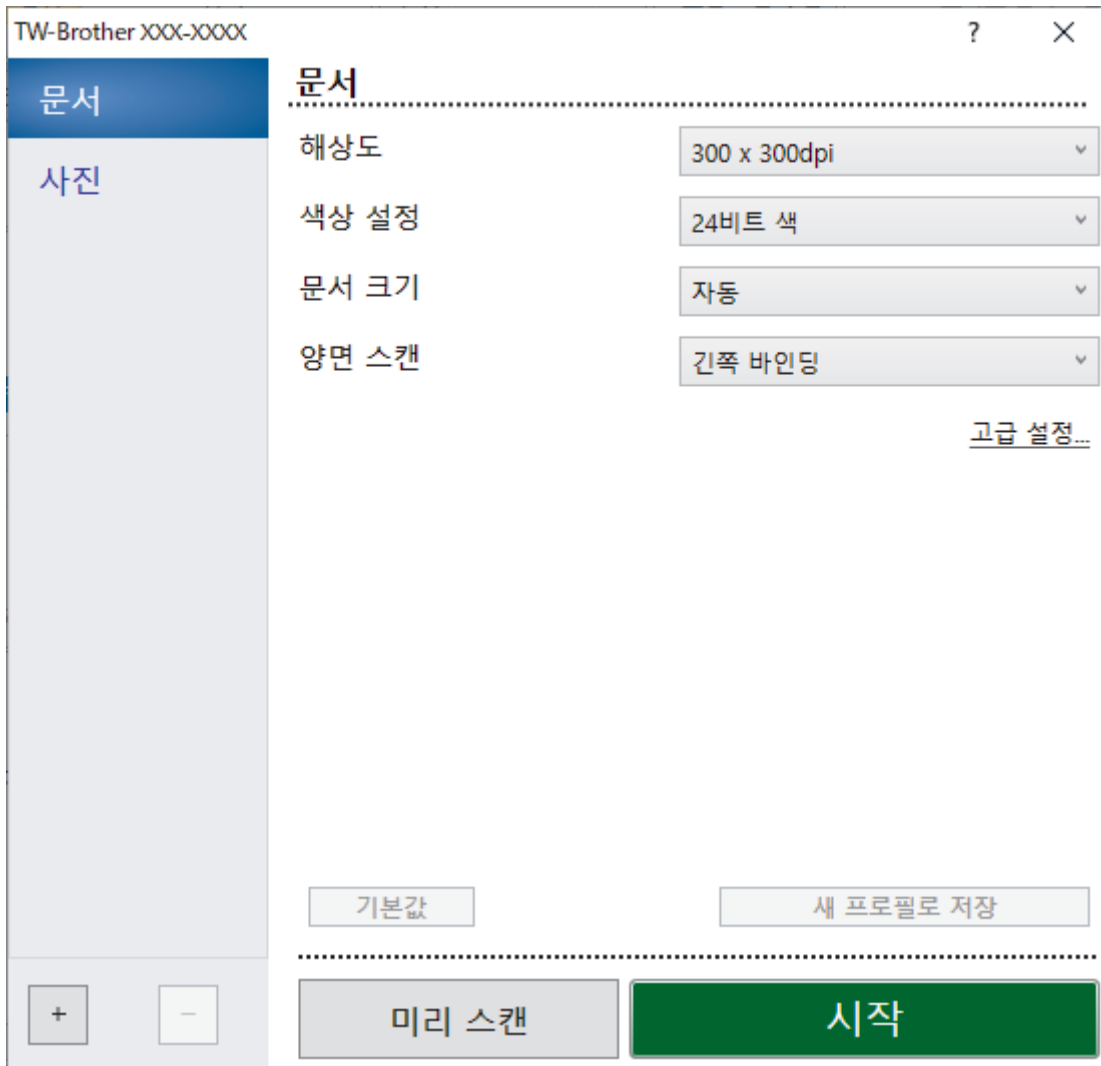 TW-Brother XXX-XXXX ? ×
문서
사진
문서
해상도 300 x 300dpi
색상 설정 24비트 색
문서 크기 자동
양면 스캔 긴쪽 바인딩
고급 설정...
기본값 새 프로필로 저장
+ − 미리 스캔 시작